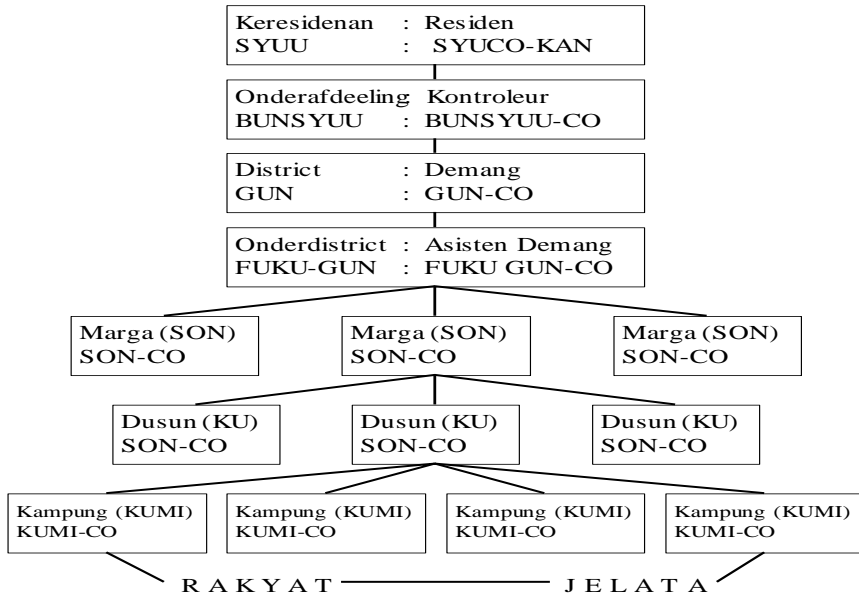 Keresidenan : Residen
SYUU : SYUCO-KAN
Onderafdeeling: Kontroleur
BUNSYUU : BUNSYUU-CO
District : Demang
GUN : GUN-CO
Onderdistrict : Asisten Demang
FUKU-GUN : FUKU GUN-CO
Marga (SON)
SON-CO
Marga (SON)
SON-CO
Marga (SON)
SON-CO
Dusun (KU)
SON-CO
Dusun (KU)
SON-CO
Dusun (KU)
SON-CO
Kampung (KUMI)
KUMI-CO
Kampung (KUMI)
KUMI-CO
Kampung (KUMI)
KUMI-CO
Kampung (KUMI)
KUMI-CO
RAKYAT JELATA